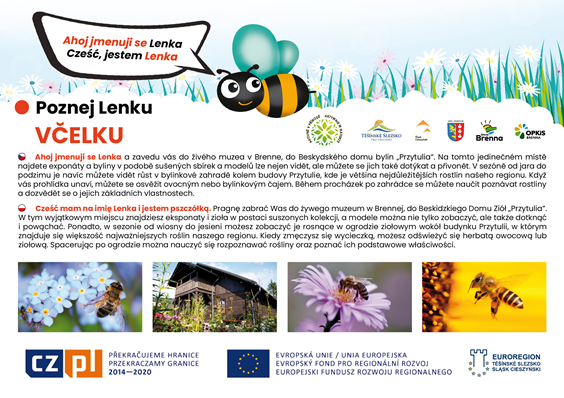 Ahoj jmenuji se Lenka
Cześć, jestem Lenka
Poznej Lenku
VČELKU
TĚŠÍNSKÉ SLEZSKO
Brenna
OPKiS
BRENNA
Ahoj jmenuji se Lenka a zavedu vás do živého muzea v Brenne, do Beskydského domu bylin „Przytulia”. Na tomto jedinečném místě
najdete exponáty a byliny v podobě sušených sbírek a modelů lze nejen vidět, ale můžete se jich také dotýkat a přivonět. V sezóně od jara do
podzimu je navíc můžete vidět růst v bylinkové zahradě kolem budovy Przytulie, kde je většina nejdůležitějších rostlin našeho regionu. Když
vás prohlídka unaví, můžete se osvěžit ovocným nebo bylinkovým čajem. Během procházek po zahrádce se můžete naučit poznávat rostliny
a dozvědět se o jejich základních vlastnostech.
Cześć mam na imię Lenka i jestem pszczółką. Pragnę zabrać Was do żywego muzeum w Brennej, do Beskidzkiego Domu Ziół „Przytulia”.
W tym wyjątkowym miejscu znajdziesz eksponaty i zioła w postaci suszonych kolekcji, a modele można nie tylko zobaczyć, ale także dotknąć
i powąchać. Ponadto, w sezonie od wiosny do jesieni możesz zobaczyć je rosnące w ogrodzie ziołowym wokół budynku Przytulii, w którym
znajduje się większość najważniejszych roślin naszego regionu. Kiedy zmęczysz się wycieczką, możesz odświeżyć się herbatą owocową lub
ziołową. Spacerując po ogrodzie można nauczyć się rozpoznawać rośliny oraz poznać ich podstawowe właściwości.
cz pl
PŘEKRAČUJEME HRANICE
PRZEKRACZAMY GRANICE
2014—2020
EVROPSKÁ UNIE / UNIA EUROPEJSKA
EVROPSKÝ FOND PRO REGIONÁLNÍ ROZVOJ
EUROPEJSKI FUNDUSZ ROZWOJU REGIONALNEGO
EUROREGION
TĚŠÍNSKÉ SLEZSKO
ŚLĄSK CIESZYŃSKI